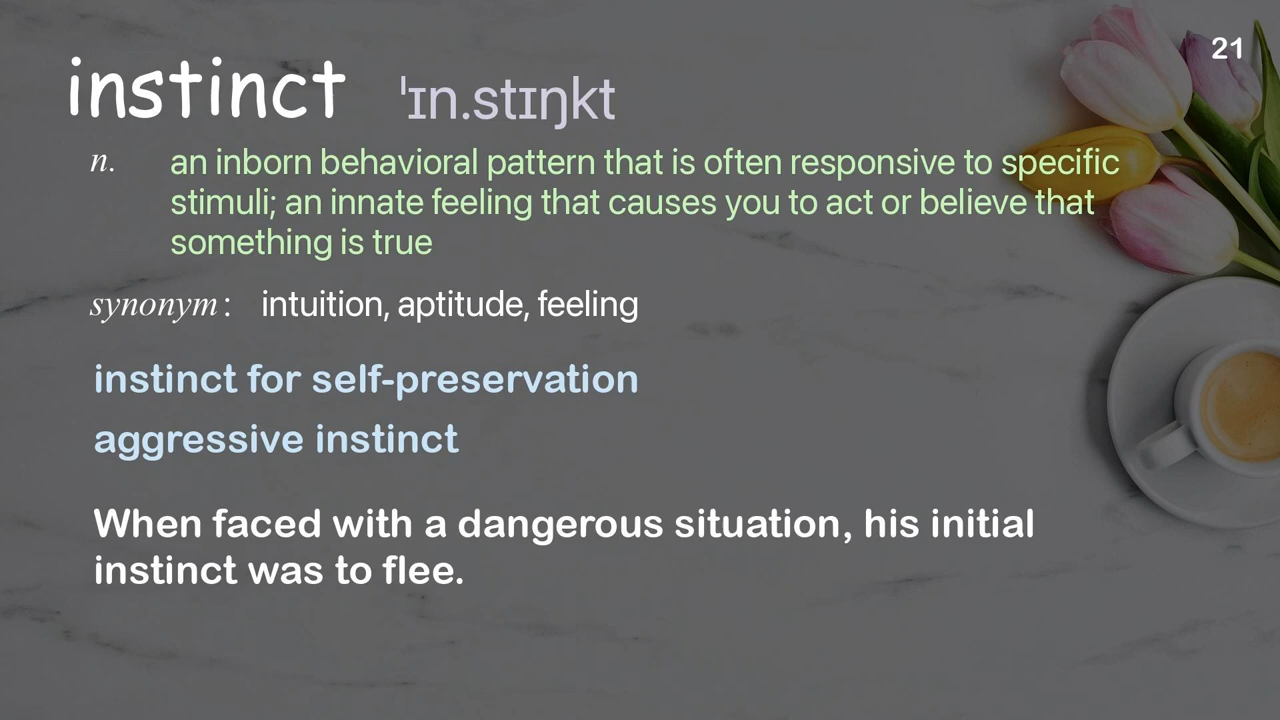 21
instinct ˈɪn.stɪŋkt
n. an inborn behavioral pattern that is often responsive to specific
stimuli; an innate feeling that causes you to act or believe that
something is true
synonym: intuition, aptitude, feeling
instinct for self-preservation
aggressive instinct
When faced with a dangerous situation, his initial
instinct was to flee.